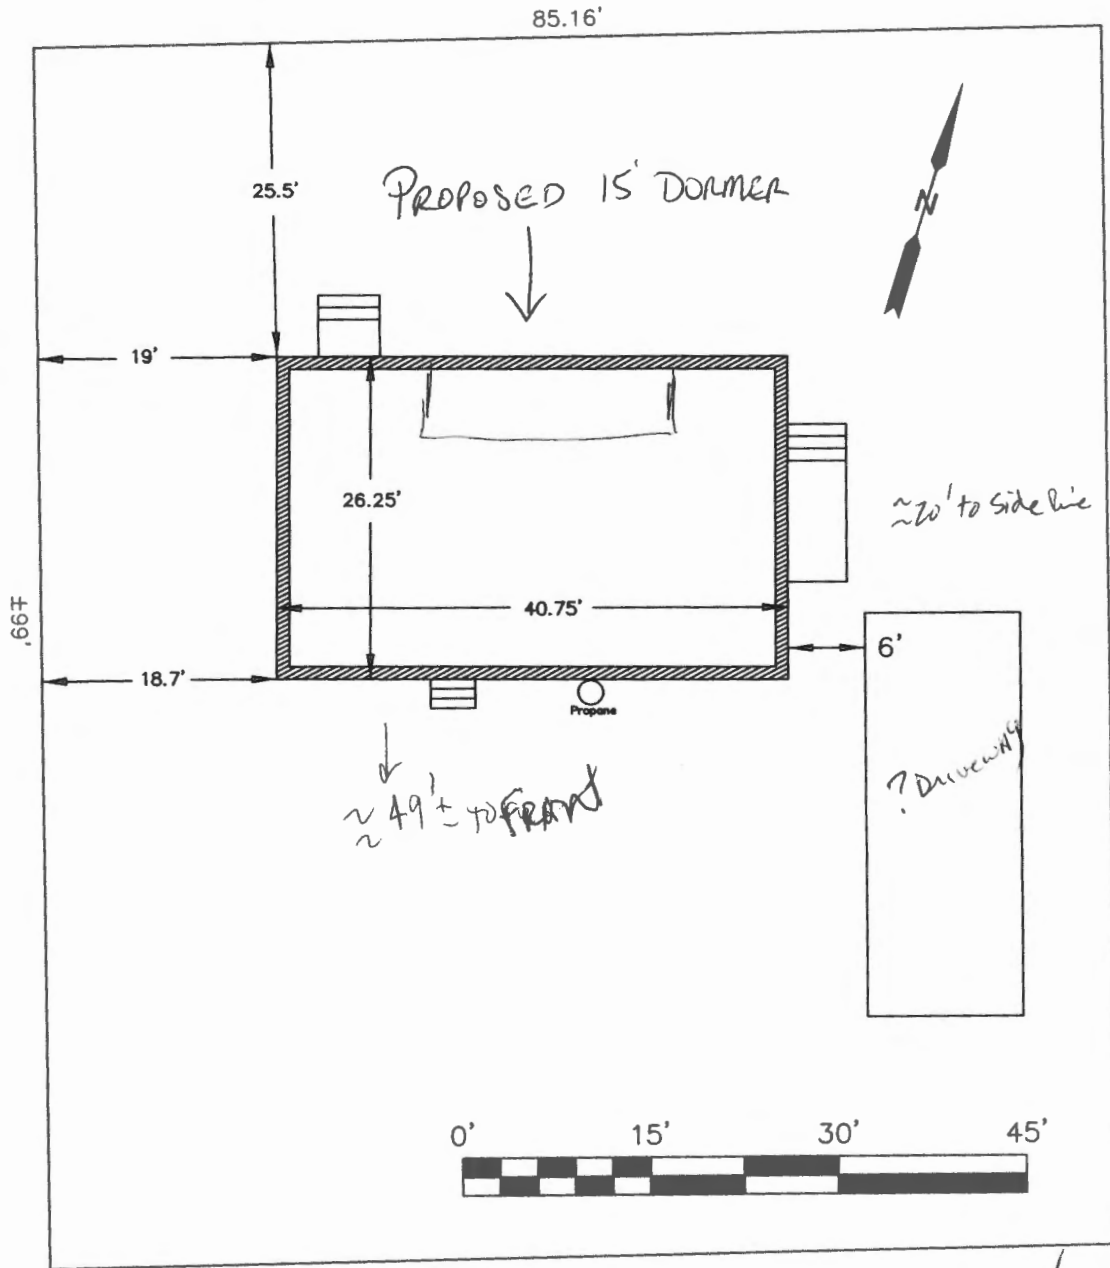 85.16'
25.5'
PROPOSED 15' DORMER
N
19'
26.25'
≈20' to side line
40.75'
99±'
6'
18.7'
Propane
? Driveway
≈ 49'± to FRONT
0' 15' 30' 45'